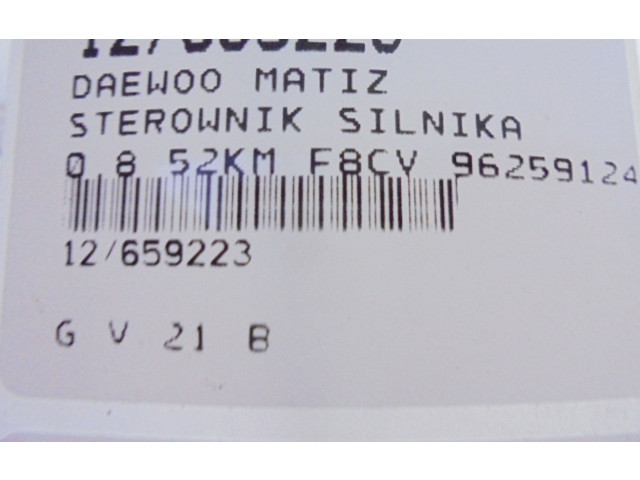 DAEWOO MATIZ
STEROWNIK SILNIKA
0.8 52KM F8CV 96259124
12/659223
G V 21 B